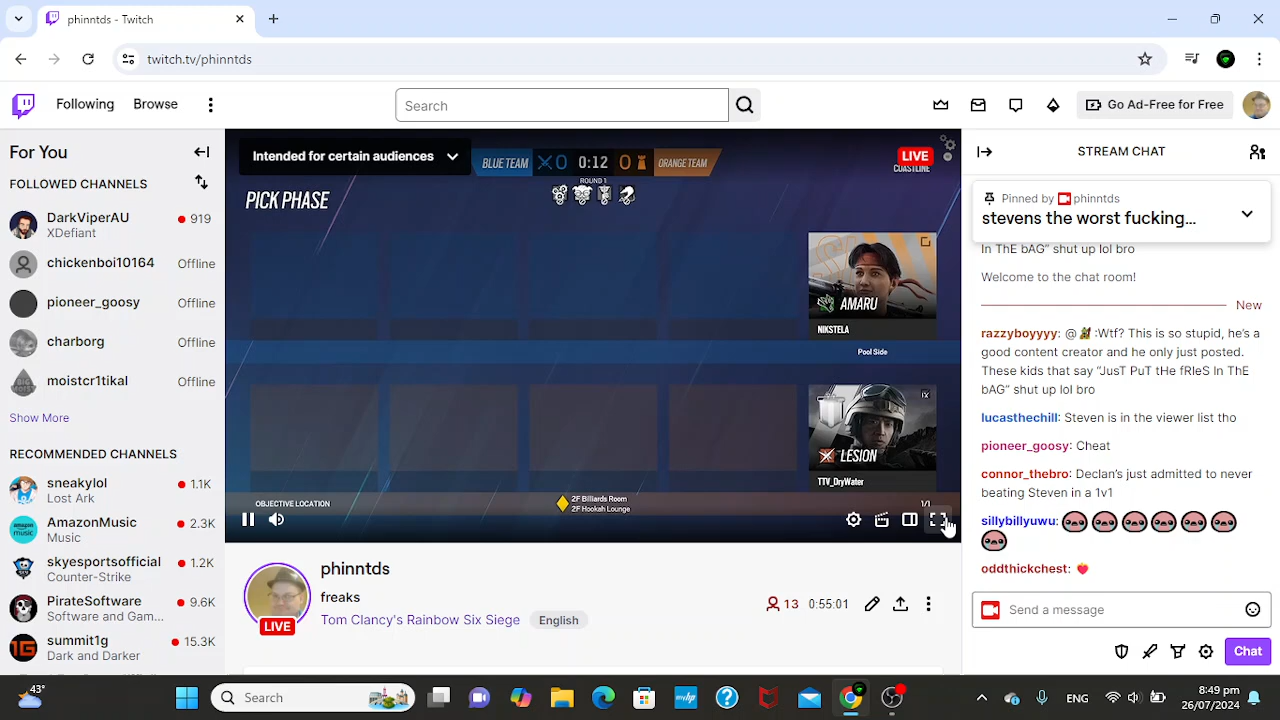 phinntds - Twitch
twitch.tv/phinntds
Following
Browse
Search
Go Ad-Free for Free
For You
FOLLOWED CHANNELS
DarkViperAU
919
XDefiant
chickenboi10164
Offline
pioneer_goosy
Offline
charborg
Offline
moistcr1tikal
Offline
Show More
RECOMMENDED CHANNELS
sneakylol
1.1K
Lost Ark
AmazonMusic
2.3K
Music
skyesportsofficial
1.2K
Counter-Strike
PirateSoftware
9.6K
Software and Gam...
summit1g
15.3K
Dark and Darker
Intended for certain audiences
BLUE TEAM
0
0:12
0
ORANGE TEAM
ROUND 1
LIVE
COASTLINE
PICK PHASE
AMARU
NIKSTELA
Pool Side
LESION
TTV_DryWater
OBJECTIVE LOCATION
2F Billiards Room
2F Hookah Lounge
1/1
phinntds
freaks
Tom Clancy's Rainbow Six Siege
English
LIVE
13
0:55:01
STREAM CHAT
Pinned by phinntds
stevens the worst fucking...
In ThE bAG” shut up lol bro
Welcome to the chat room!
New
razzyboyyyy: @ :Wtf? This is so stupid, he’s a
good content creator and he only just posted.
These kids that say “JusT PuT tHe fRIeS In ThE
bAG” shut up lol bro
lucasthechill: Steven is in the viewer list tho
pioneer_goosy: Cheat
connor_thebro: Declan’s just admitted to never
beating Steven in a 1v1
sillybillyuwu:
oddthickchest:
Send a message
Chat
43°
Search
myhp
ENG
8:49 pm
26/07/2024